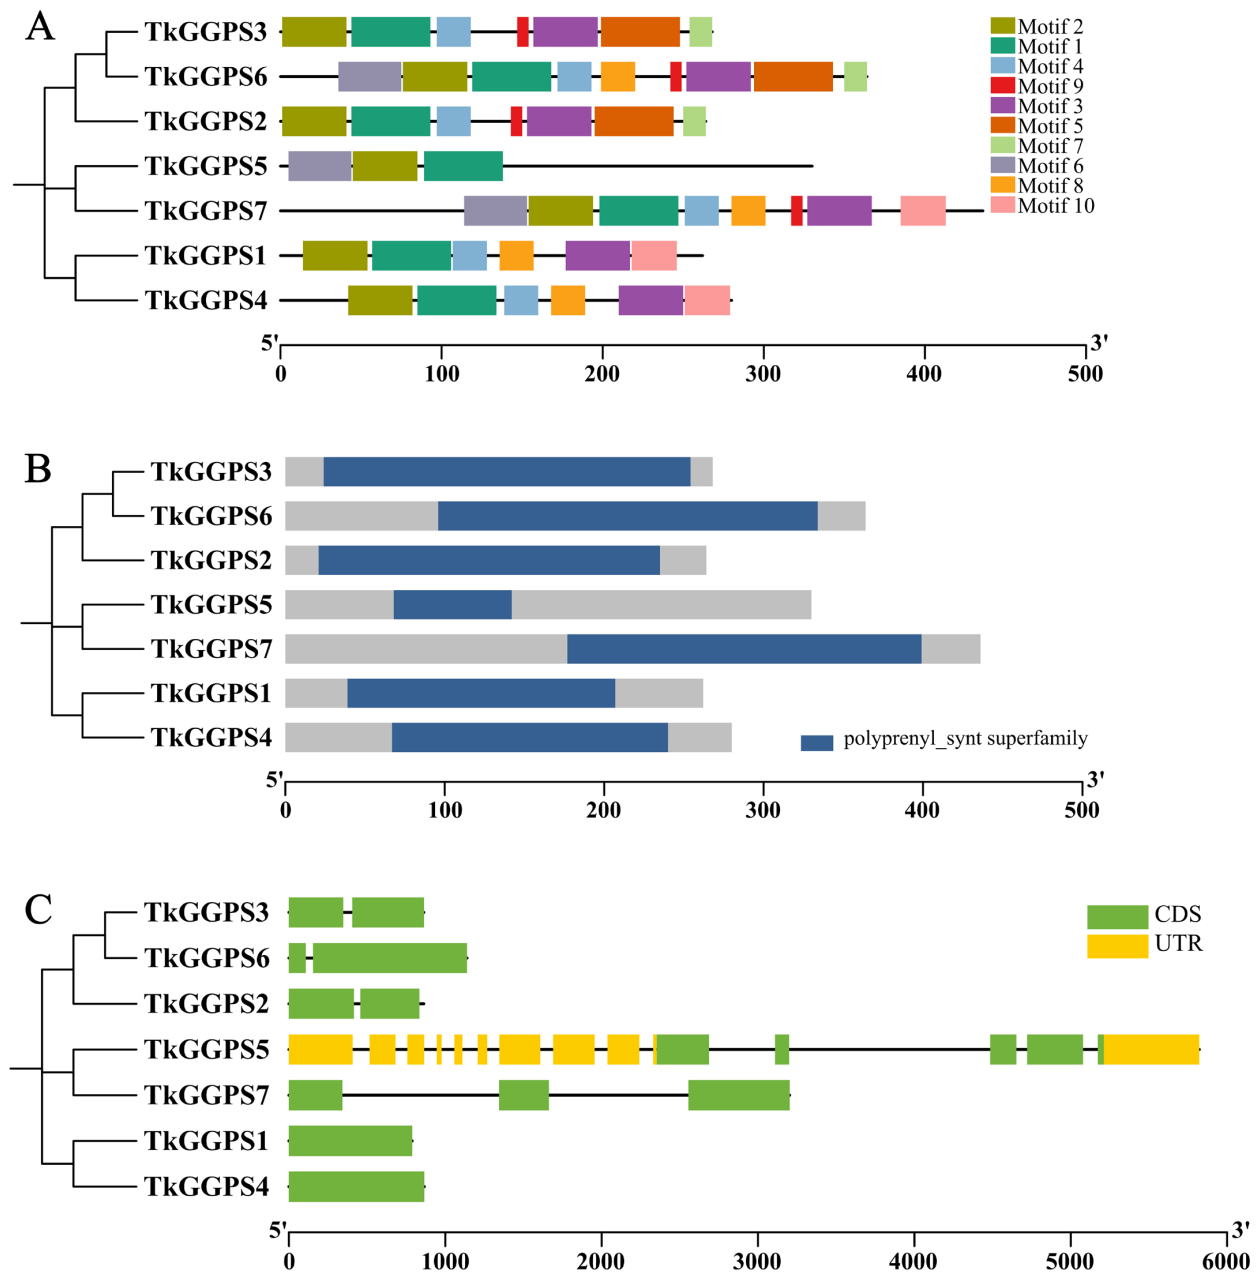 A
TkGGPS3
TkGGPS6
TkGGPS2
TkGGPS5
TkGGPS7
TkGGPS1
TkGGPS4
Motif 2
Motif 1
Motif 4
Motif 9
Motif 3
Motif 5
Motif 7
Motif 6
Motif 8
Motif 10
5' 3'
0 100 200 300 400 500
B
TkGGPS3
TkGGPS6
TkGGPS2
TkGGPS5
TkGGPS7
TkGGPS1
TkGGPS4
polyprenyl_synt superfamily
5' 3'
0 100 200 300 400 500
C
TkGGPS3
TkGGPS6
TkGGPS2
TkGGPS5
TkGGPS7
TkGGPS1
TkGGPS4
CDS
UTR
5' 3'
0 1000 2000 3000 4000 5000 6000